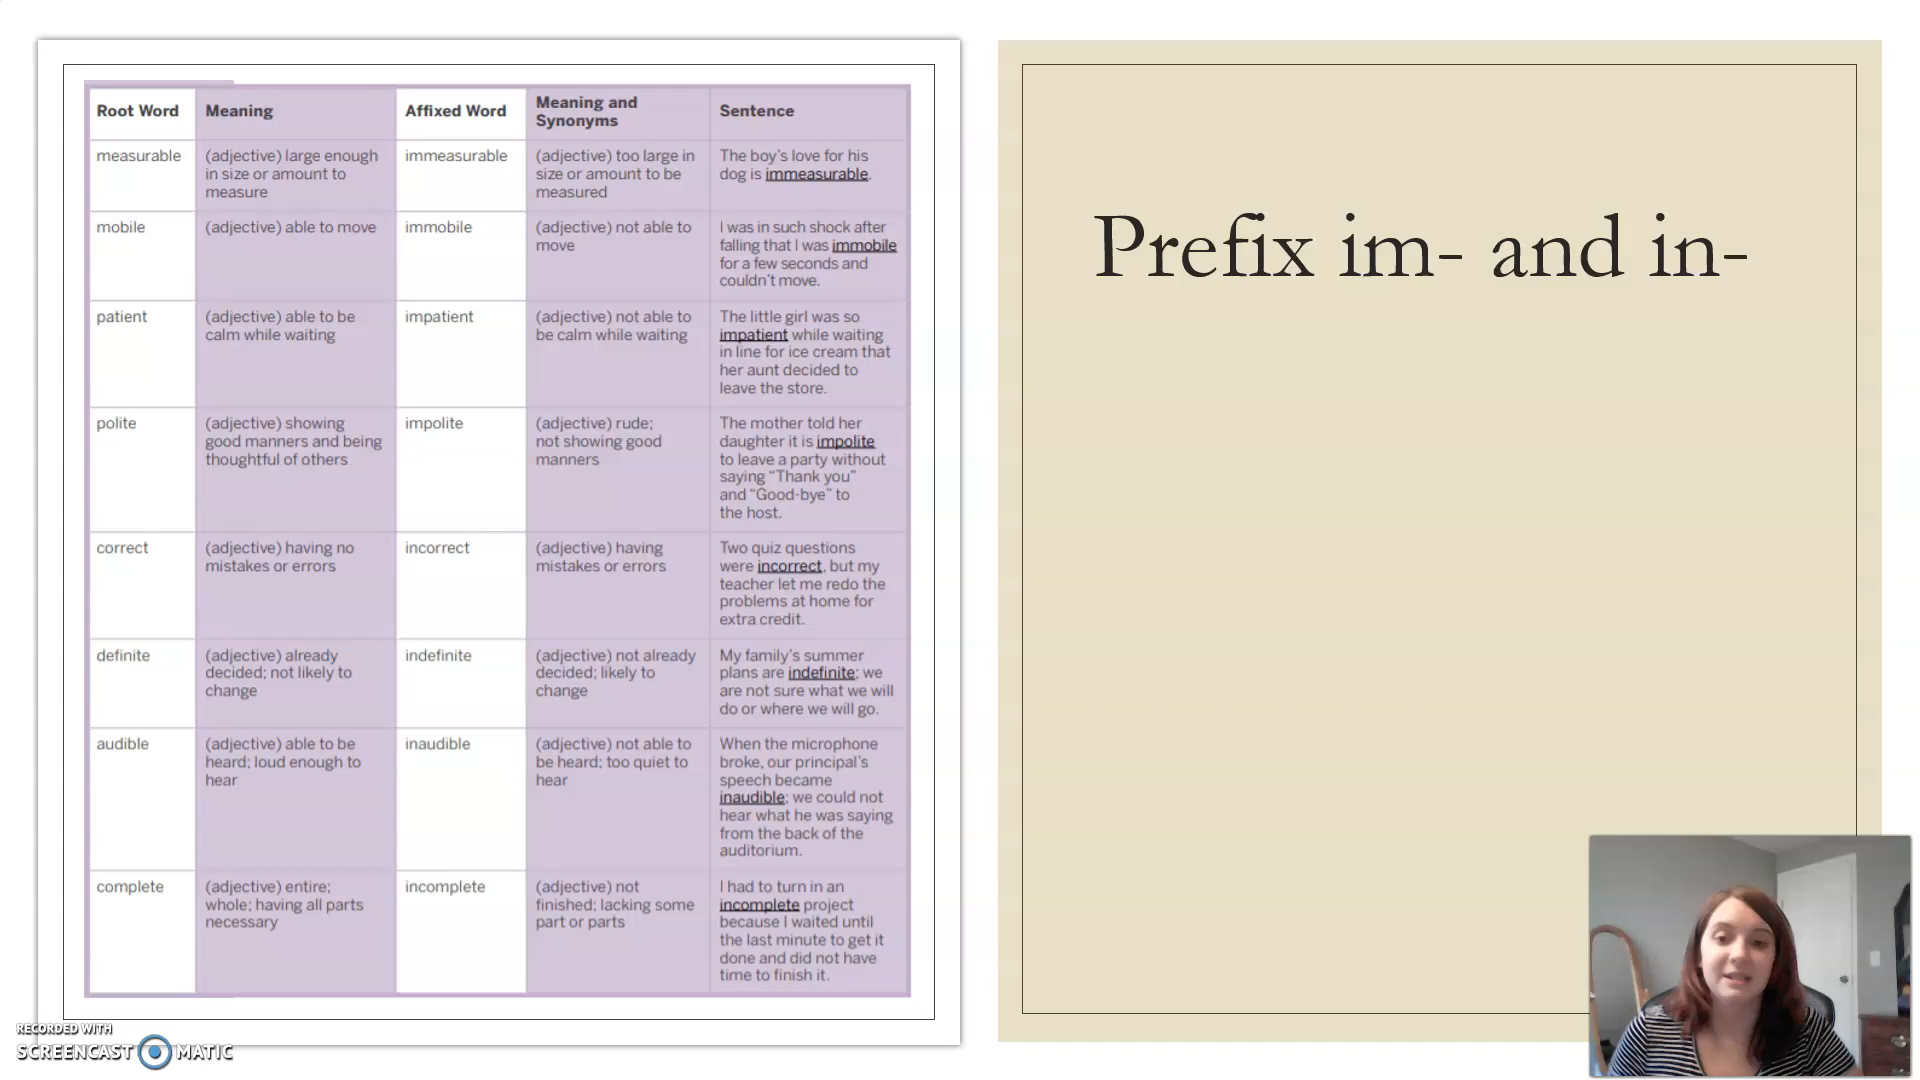 Root Word
Meaning
Affixed Word
Meaning and
Synonyms
Sentence
measurable
(adjective) large enough
in size or amount to
measure
immeasurable
(adjective) too large in
size or amount to be
measured
The boy's love for his
dog is immeasurable.
mobile
(adjective) able to move
immobile
(adjective) not able to
move
I was in such shock after
falling that I was immobile
for a few seconds and
couldn't move.
patient
(adjective) able to be
calm while waiting
impatient
(adjective) not able to
be calm while waiting
The little girl was so
impatient while waiting
in line for ice cream that
her aunt decided to
leave the store.
polite
(adjective) showing
good manners and being
thoughtful of others
impolite
(adjective) rude;
not showing good
manners
The mother told her
daughter it is impolite
to leave a party without
saying “Thank you”
and “Good-bye” to
the host.
correct
(adjective) having no
mistakes or errors
incorrect
(adjective) having
mistakes or errors
Two quiz questions
were incorrect, but my
teacher let me redo the
problems at home for
extra credit.
definite
(adjective) already
decided; not likely to
change
indefinite
(adjective) not already
decided; likely to
change
My family's summer
plans are indefinite; we
are not sure what we will
do or where we will go.
audible
(adjective) able to be
heard; loud enough to
hear
inaudible
(adjective) not able to
be heard; too quiet to
hear
When the microphone
broke, our principal's
speech became
inaudible; we could not
hear what he was saying
from the back of the
auditorium.
complete
(adjective) entire;
whole; having all parts
necessary
incomplete
(adjective) not
finished; lacking some
part or parts
I had to turn in an
incomplete project
because I waited until
the last minute to get it
done and did not have
time to finish it.
Prefix im- and in-
RECORDED WITH
SCREENCAST MATIC